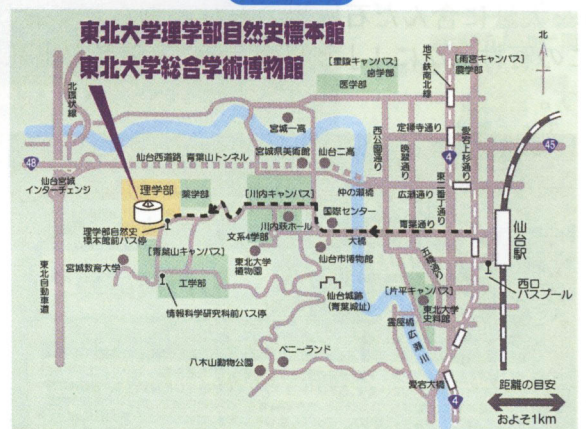 東北大学理学部自然史標本館
東北大学総合学術博物館
北
[星陵キャンパス]
歯学部
医学部
[雨宮キャンパス]
農学部
地下鉄南北線
北環状線
宮城一高
定禅寺通り
西公園通り
晩翠通り
愛宕上杉通り
4
45
東二番丁通り
48
仙台西道路
青葉山トンネル
宮城県美術館
仙台二高
仙台宮城
インターチェンジ
理学部
薬学部
[川内キャンパス]
仲の瀬橋
広瀬通り
国際センター
青葉通り
川内萩ホール
理学部自然史
標本館前バス停
文系4学部
大橋
仙台駅
[青葉山キャンパス]
東北大学
植物園
仙台市博物館
五橋通り
宮城教育大学
西口
バスプール
東北自動車道
工学部
仙台城跡
(青葉城址)
[片平キャンパス]
東北大学
史料館
情報科学研究科前バス停
霊屋橋
広瀬川
ベニーランド
八木山動物公園
愛宕大橋
4
距離の目安
およそ1km